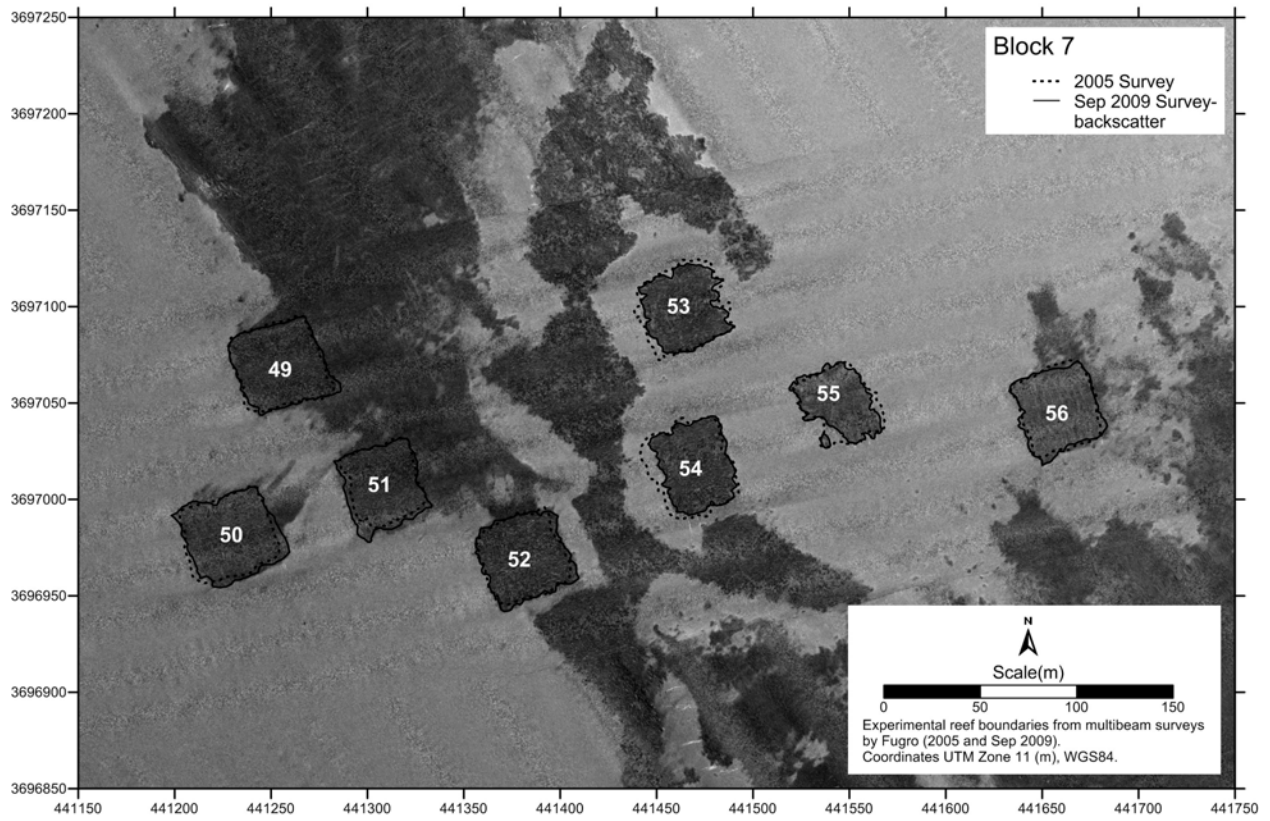 3697250
3697200
3697150
3697100
3697050
3697000
3696950
3696900
3696850
Block 7
2005 Survey
Sep 2009 Survey-
backscatter
53
49
55
56
54
51
50
52
N
Scale(m)
0 50 100 150
Experimental reef boundaries from multibeam surveys
by Fugro (2005 and Sep 2009).
Coordinates UTM Zone 11 (m), WGS84.
441150 441200 441250 441300 441350 441400 441450 441500 441550 441600 441650 441700 441750